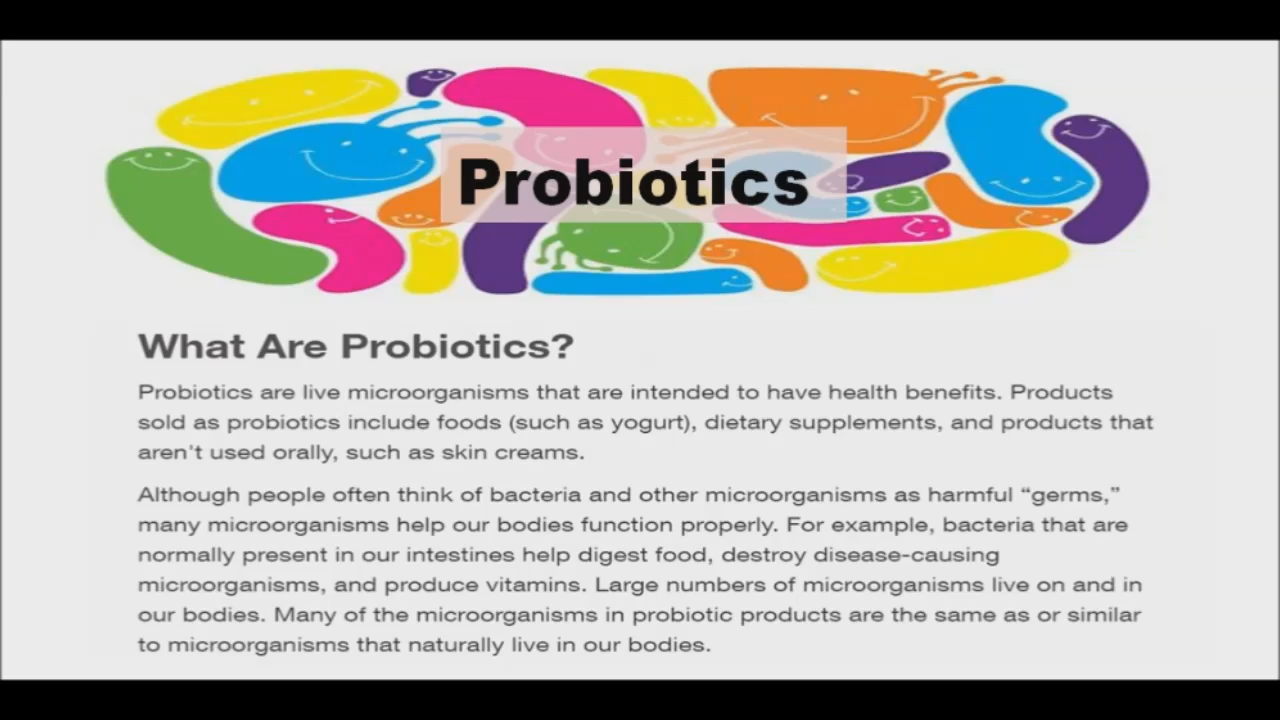 Probiotics
What Are Probiotics?
Probiotics are live microorganisms that are intended to have health benefits. Products
sold as probiotics include foods (such as yogurt), dietary supplements, and products that
aren't used orally, such as skin creams.
Although people often think of bacteria and other microorganisms as harmful “germs,”
many microorganisms help our bodies function properly. For example, bacteria that are
normally present in our intestines help digest food, destroy disease-causing
microorganisms, and produce vitamins. Large numbers of microorganisms live on and in
our bodies. Many of the microorganisms in probiotic products are the same as or similar
to microorganisms that naturally live in our bodies.